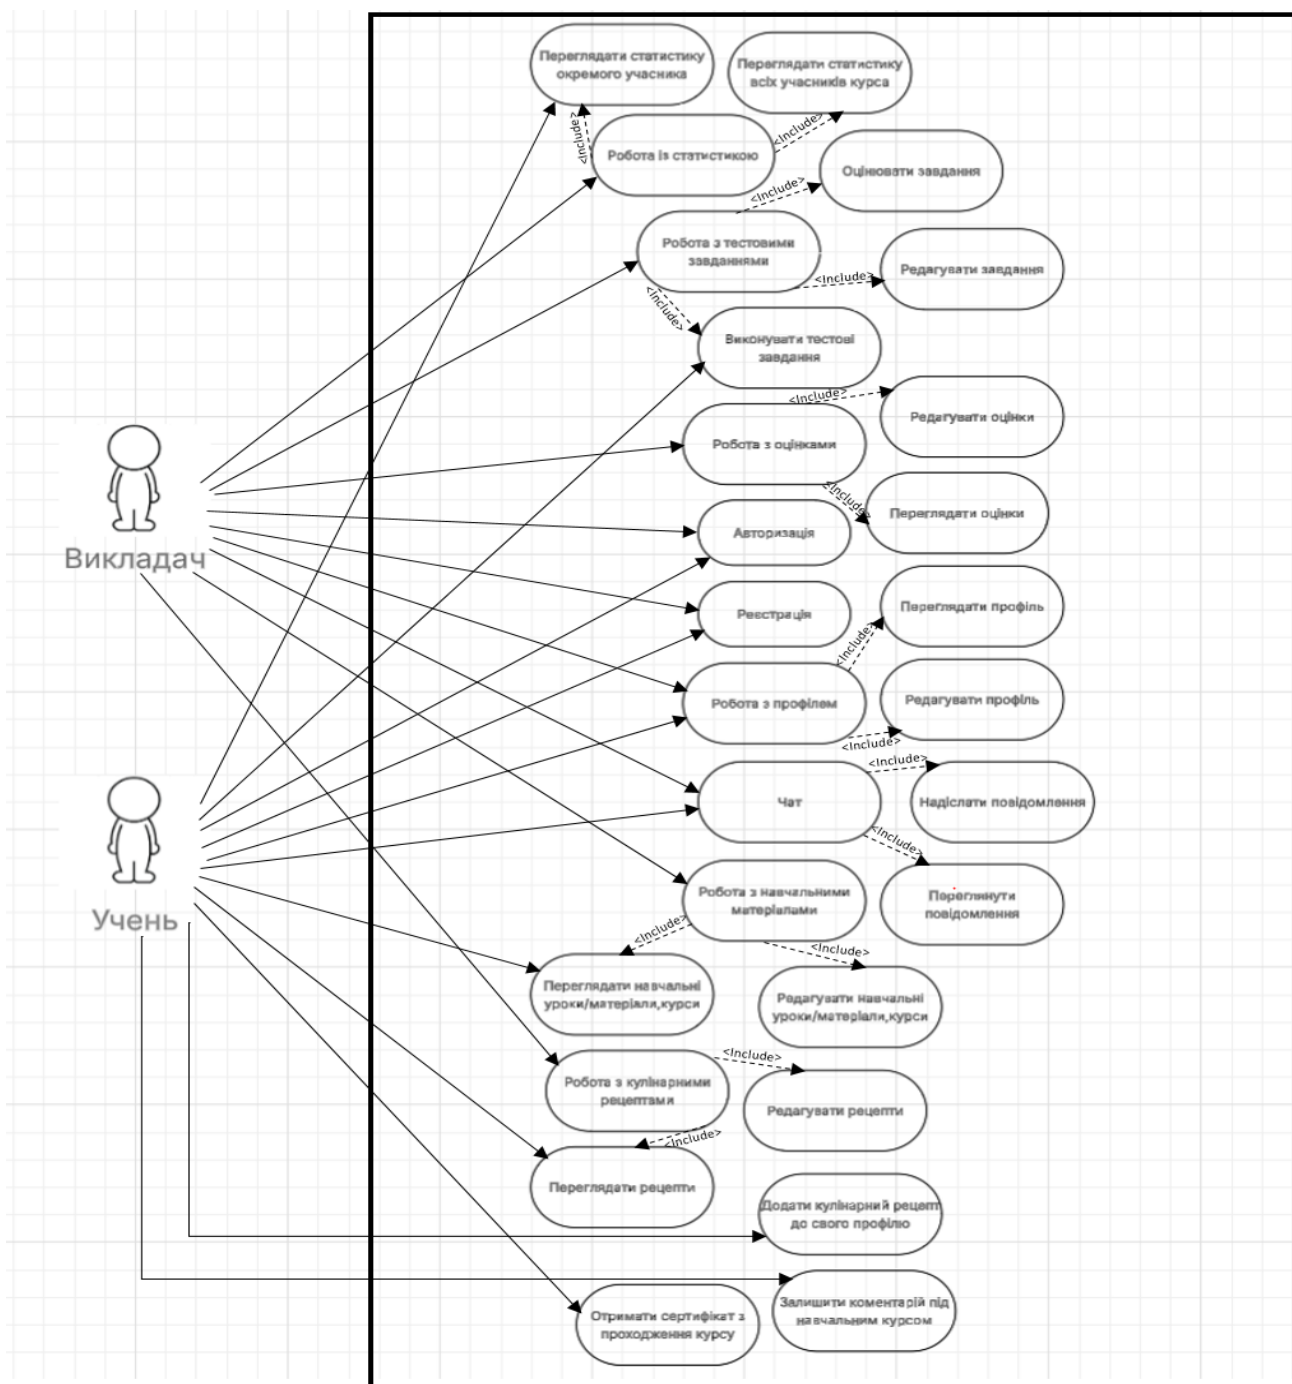 Переглядати статистику
окремого учасника
Переглядати статистику
всіх учасників курса
<Include>
<Include>
Робота із статистикою
Оцінювати завдання
<Include>
Робота з тестовими
завданнями
Редагувати завдання
<Include>
<Include>
Виконувати тестові
завдання
<Include>
Редагувати оцінки
Робота з оцінками
<Include>
Переглядати оцінки
Авторизація
Викладач
Переглядати профіль
Реєстрація
<Include>
Робота з профілем
Редагувати профіль
<Include>
<Include>
Чат
Надіслати повідомлення
<Include>
Робота з навчальними
матеріалами
Переглянути
повідомлення
Учень
<Include>
<Include>
Переглядати навчальні
уроки/матеріали,курси
Редагувати навчальні
уроки/матеріали,курси
<Include>
Робота з кулінарними
рецептами
Редагувати рецепти
<Include>
Переглядати рецепти
Додати кулінарний рецепт
до свого профілю
Залишити коментарій під
навчальним курсом
Отримати сертифікат з
проходження курсу